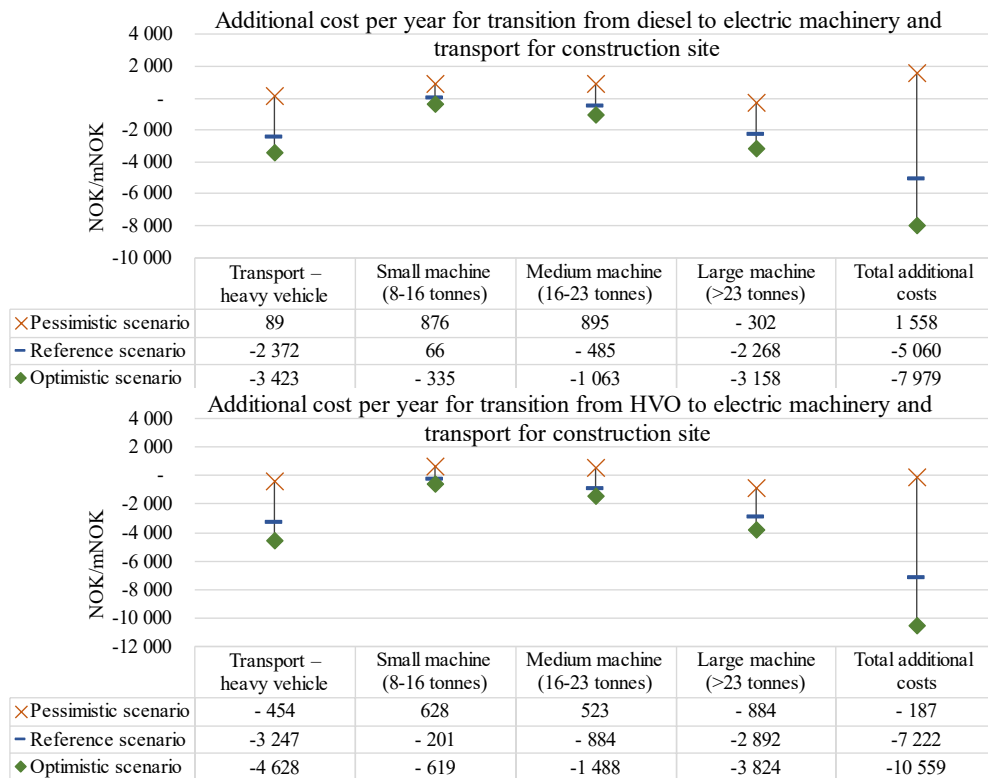 Additional cost per year for transition from diesel to electric machinery and
transport for construction site
4 000
2 000
-
-2 000
-4 000
-6 000
-8 000
-10 000
NOK/mNOK
Transport – heavy vehicle
Small machine (8-16 tonnes)
Medium machine (16-23 tonnes)
Large machine (>23 tonnes)
Total additional costs
Pessimistic scenario 89 876 895 - 302 1 558
Reference scenario -2 372 66 - 485 -2 268 -5 060
Optimistic scenario -3 423 - 335 -1 063 -3 158 -7 979
Additional cost per year for transition from HVO to electric machinery and
transport for construction site
4 000
2 000
-
-2 000
-4 000
-6 000
-8 000
-10 000
-12 000
NOK/mNOK
Transport – heavy vehicle
Small machine (8-16 tonnes)
Medium machine (16-23 tonnes)
Large machine (>23 tonnes)
Total additional costs
Pessimistic scenario - 454 628 523 - 884 - 187
Reference scenario -3 247 - 201 - 884 -2 892 -7 222
Optimistic scenario -4 628 - 619 -1 488 -3 824 -10 559